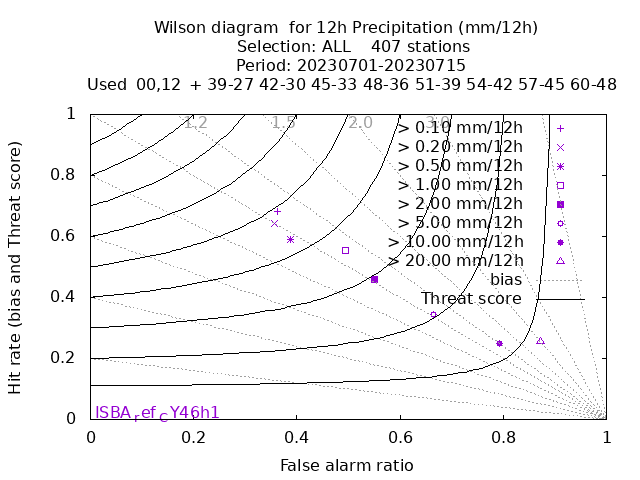 Wilson diagram  for 12h Precipitation (mm/12h)
Selection: ALL    407 stations
Period: 20230701-20230715
Used  00,12  + 39-27 42-30 45-33 48-36 51-39 54-42 57-45 60-48
1.2 1.5 2.0 3.0
> 0.10 mm/12h
> 0.20 mm/12h
> 0.50 mm/12h
> 1.00 mm/12h
> 2.00 mm/12h
> 5.00 mm/12h
> 10.00 mm/12h
> 20.00 mm/12h
bias
Threat score
Hit rate (bias and Threat score)
1
0.8
0.6
0.4
0.2
0
ISBA_ref_CY46h1
0 0.2 0.4 0.6 0.8 1
False alarm ratio